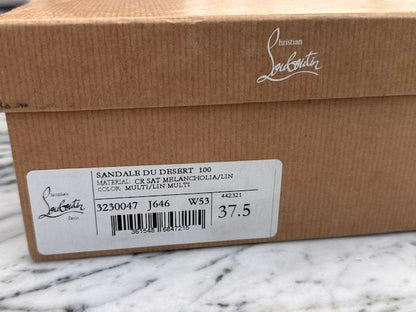 Christian
Louboutin
SANDALE DU DESERT 100
MATERIAL: CR SAT MELANCHOLIA/LIN
COLOR: MULTI/LIN MULTI
Christian
Louboutin
Paris
3230047 J646 W53
442321
37.5